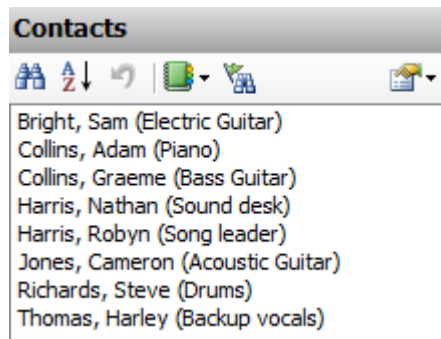 Contacts
Bright, Sam (Electric Guitar)
Collins, Adam (Piano)
Collins, Graeme (Bass Guitar)
Harris, Nathan (Sound desk)
Harris, Robyn (Song leader)
Jones, Cameron (Acoustic Guitar)
Richards, Steve (Drums)
Thomas, Harley (Backup vocals)